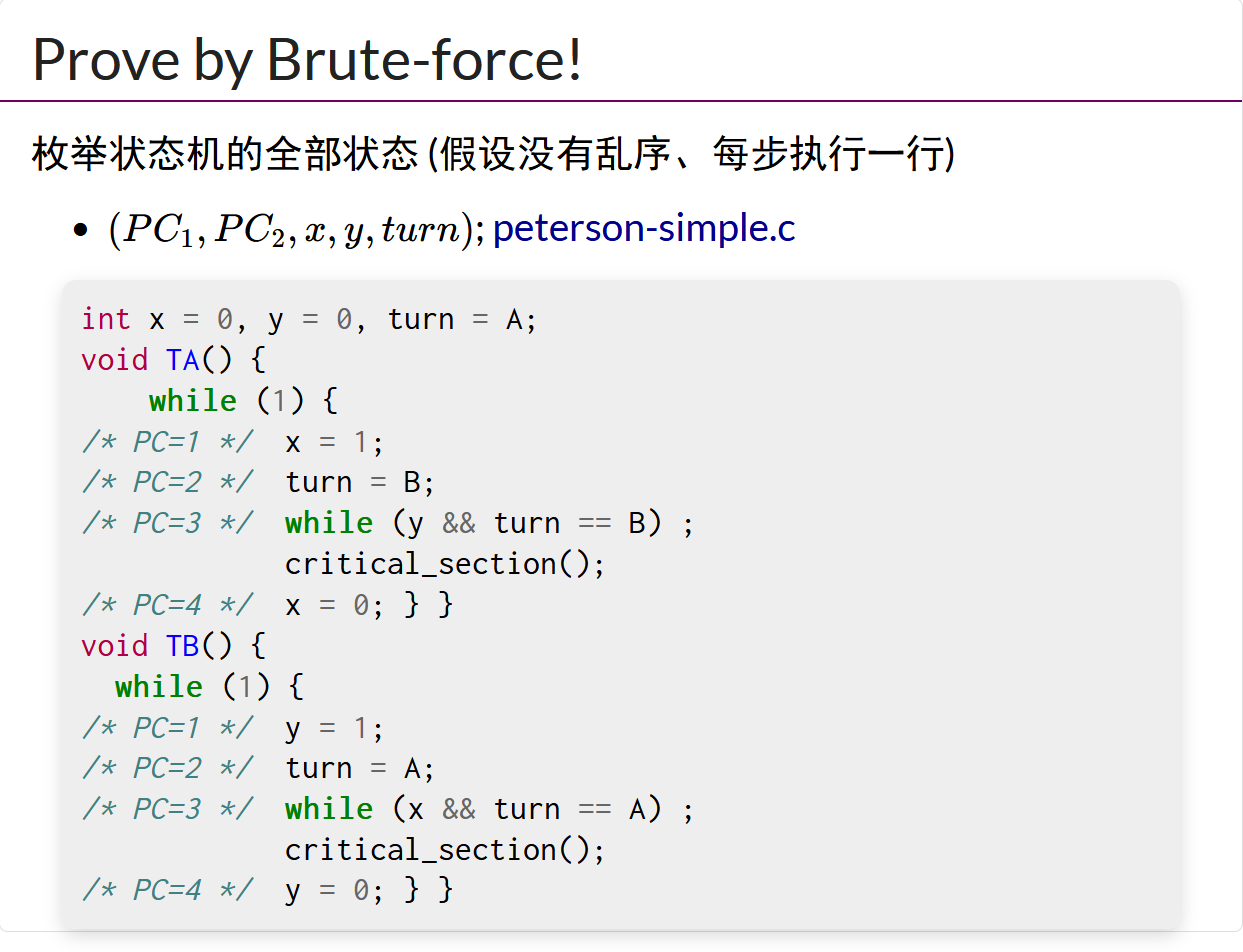 Prove by Brute-force!
枚举状态机的全部状态 (假设没有乱序、每步执行一行)
• (PC₁, PC₂, x, y, turn); peterson-simple.c
int x = 0, y = 0, turn = A;
void TA() {
    while (1) {
/* PC=1 */  x = 1;
/* PC=2 */  turn = B;
/* PC=3 */  while (y && turn == B) ;
            critical_section();
/* PC=4 */  x = 0; } }
void TB() {
  while (1) {
/* PC=1 */  y = 1;
/* PC=2 */  turn = A;
/* PC=3 */  while (x && turn == A) ;
            critical_section();
/* PC=4 */  y = 0; } }